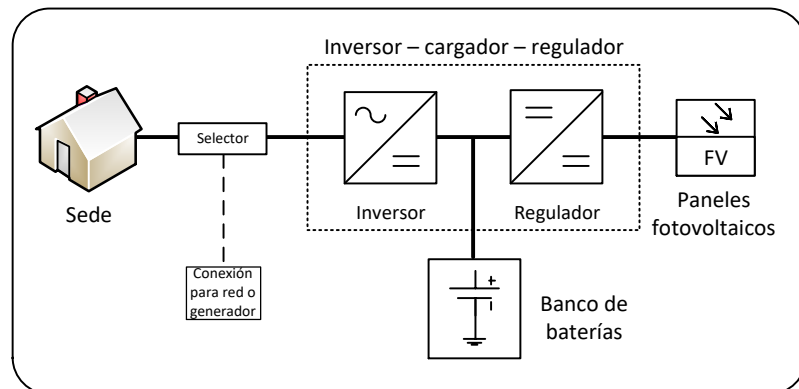 Inversor – cargador – regulador
Selector
FV
Sede
Inversor
Regulador
Paneles
fotovoltaicos
Conexión
para red o
generador
Banco de
baterías